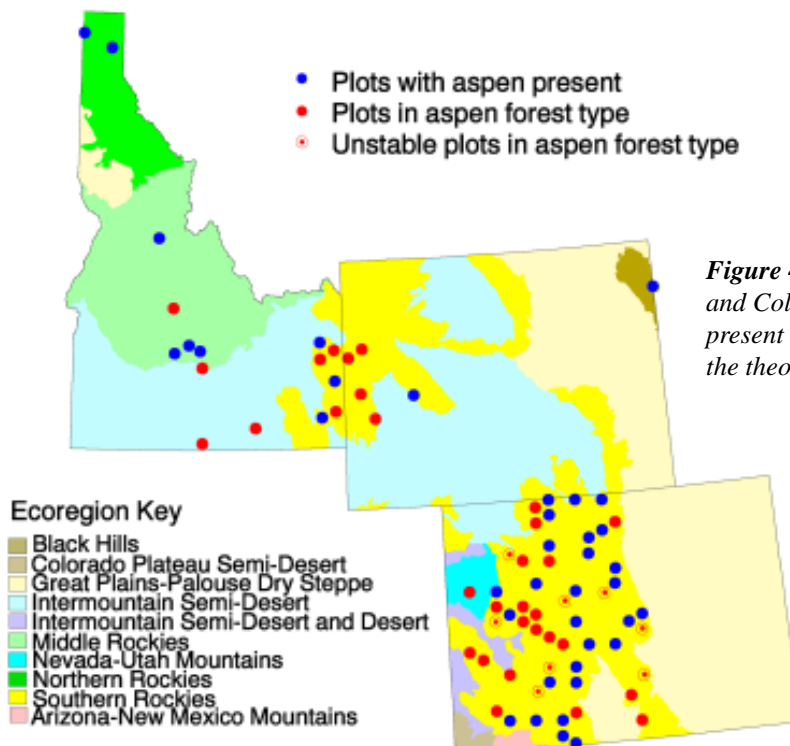 Plots with aspen present
Plots in aspen forest type
Unstable plots in aspen forest type
Figure 4
and Col
present
the theo
Ecoregion Key
Black Hills
Colorado Plateau Semi-Desert
Great Plains-Palouse Dry Steppe
Intermountain Semi-Desert
Intermountain Semi-Desert and Desert
Middle Rockies
Nevada-Utah Mountains
Northern Rockies
Southern Rockies
Arizona-New Mexico Mountains